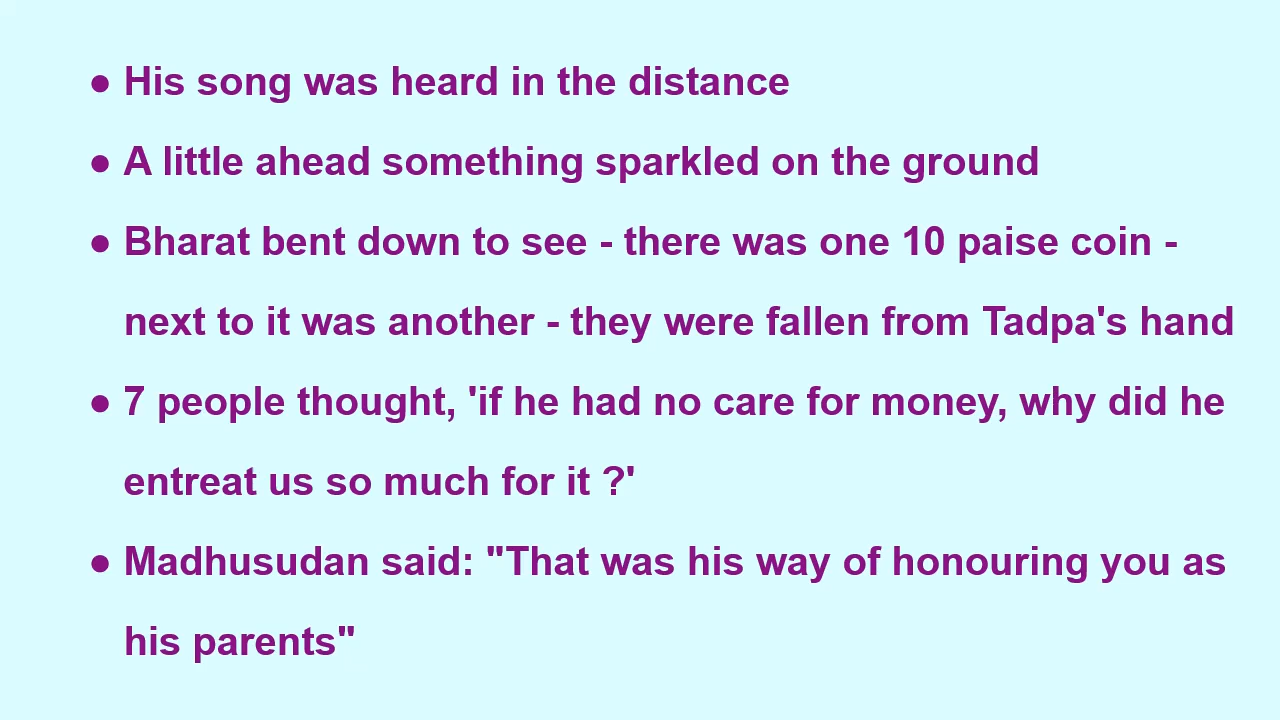 ● His song was heard in the distance
● A little ahead something sparkled on the ground
● Bharat bent down to see - there was one 10 paise coin -
next to it was another - they were fallen from Tadpa's hand
● 7 people thought, 'if he had no care for money, why did he
entreat us so much for it ?'
● Madhusudan said: "That was his way of honouring you as
his parents"